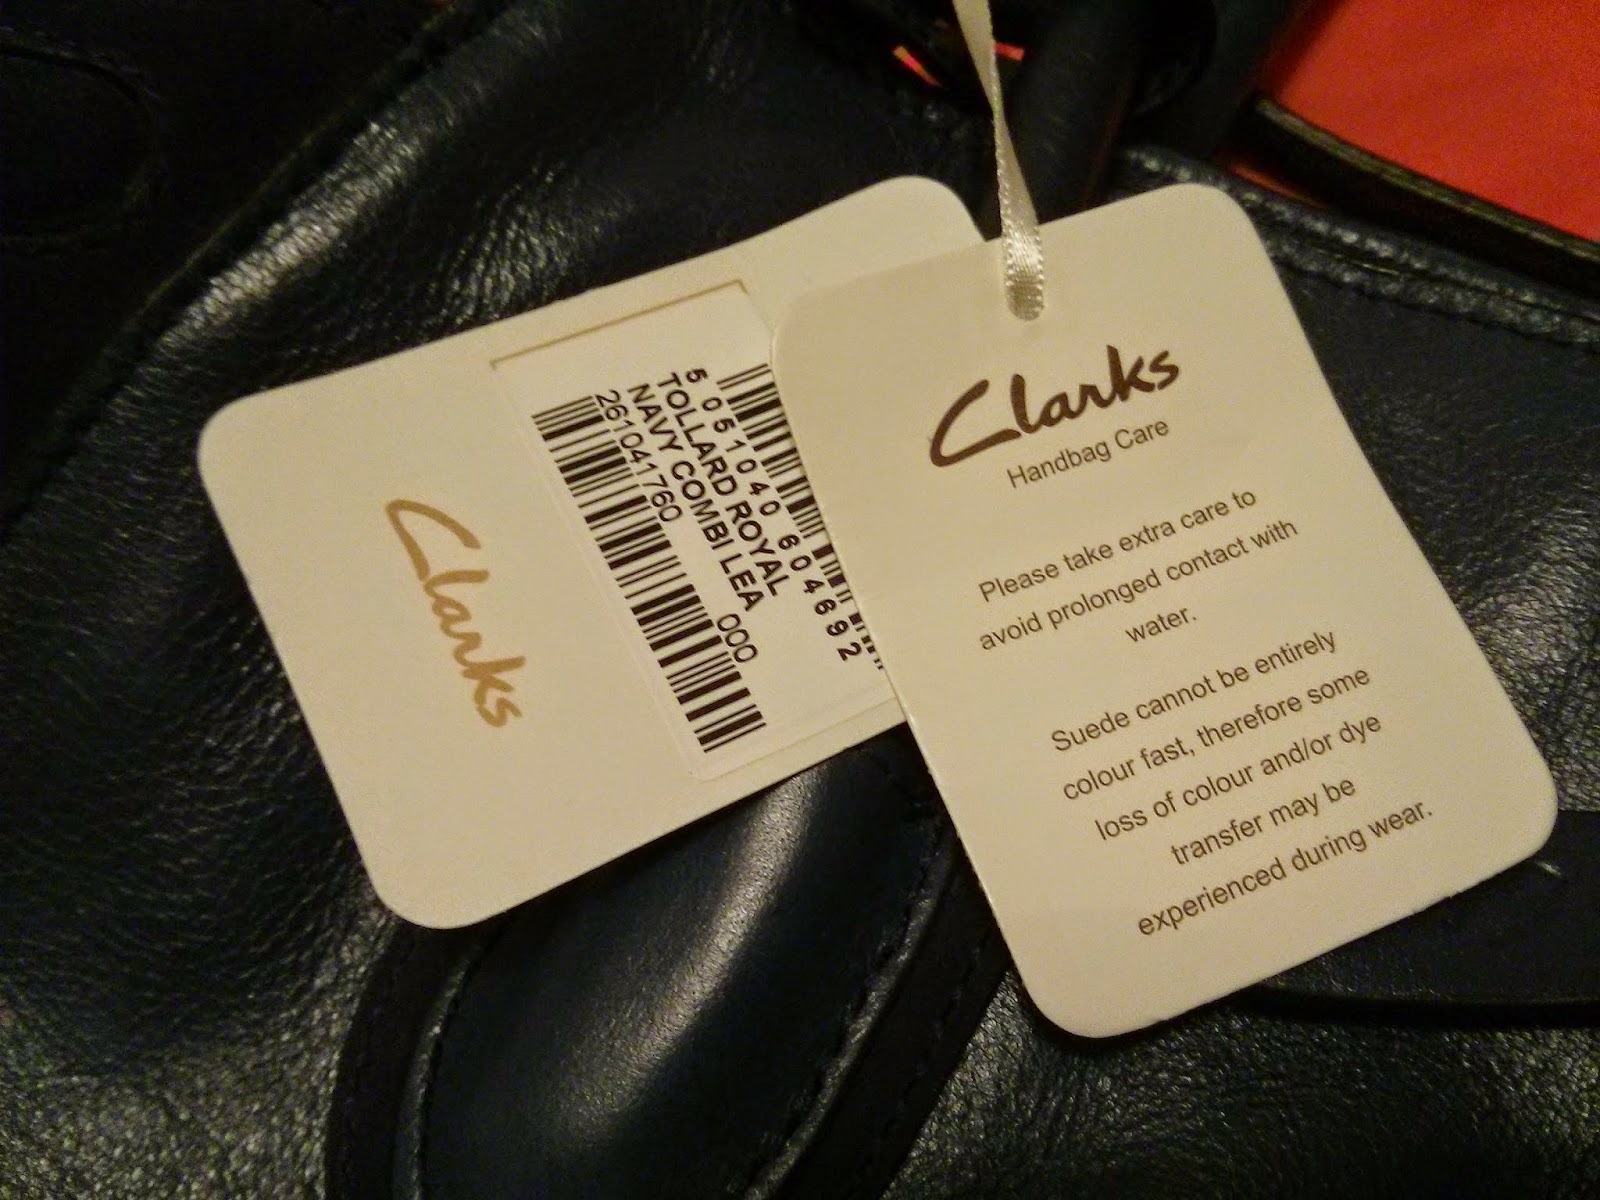 Clarks
5 051040 604692
TOLLARD ROYAL
NAVY COMBI LEA
261041760 000
Clarks
Handbag Care
Please take extra care to
avoid prolonged contact with
water.
Suede cannot be entirely
colour fast, therefore some
loss of colour and/or dye
transfer may be
experienced during wear.